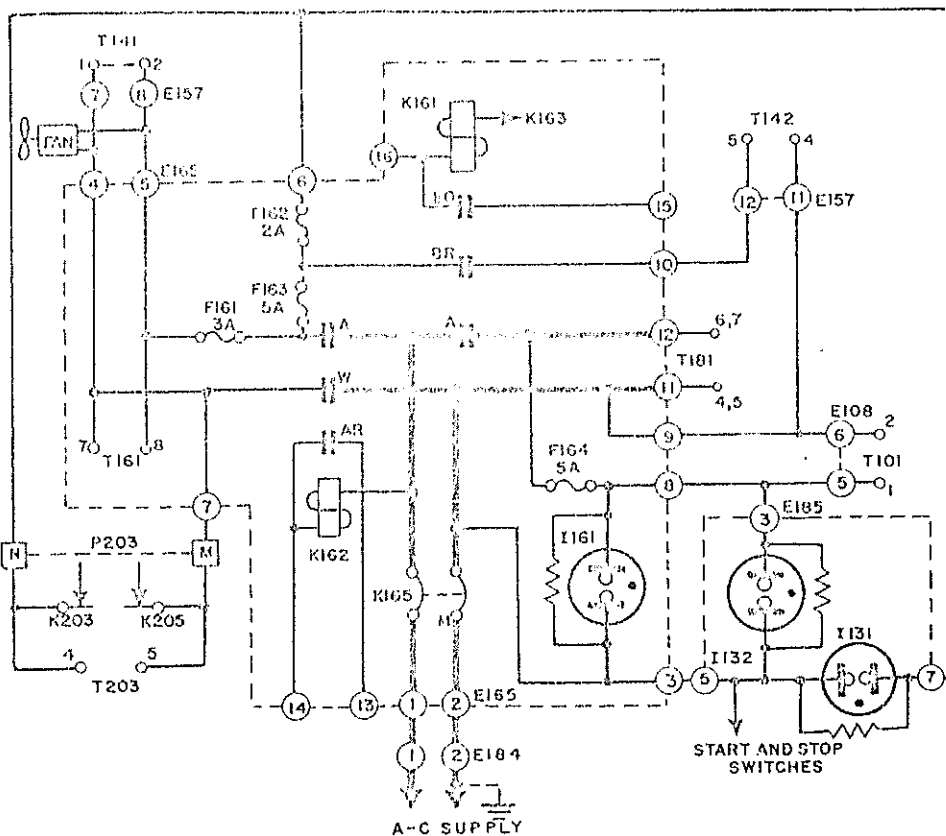 T141
1 2
7 8 E157
FAN
K161 K163
T142
5 4
16
4 5 E165 6
12 11 E157
F162
2A
15
BR 10
F163
5A
F161
3A
A A 12 6,7
T181
W 11 4,5
AR 9 E108
6 2
7 T161 8
F164
5A
8 5 T101
1
7
3 E185
K162
I161
N P203 M
K165
K203 K205
M
4 5
T203
I132 I131
3 6 7
14 13 1 2 E165
START AND STOP
SWITCHES
1 2 E184
A-C SUPPLY